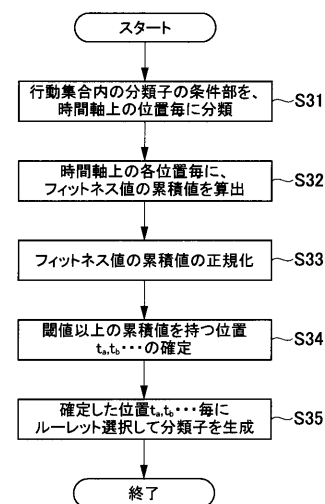 スタート
行動集合内の分類子の条件部を、
時間軸上の位置毎に分類
S31
時間軸上の各位置毎に、
フィットネス値の累積値を算出
S32
フィットネス値の累積値の正規化
S33
閾値以上の累積値を持つ位置
ta,tb・・・の確定
S34
確定した位置ta,tb・・・毎に
ルーレット選択して分類子を生成
S35
終了